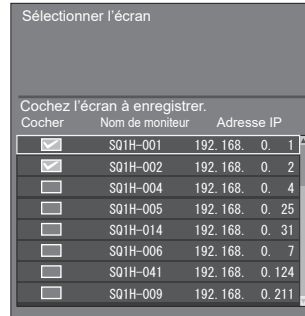 Sélectionner l'écran
Cochez l'écran à enregistrer.
Cocher Nom de moniteur Adresse IP
SQ1H-001 192.168. 0. 1
SQ1H-002 192.168. 0. 2
SQ1H-004 192.168. 0. 4
SQ1H-005 192.168. 0. 25
SQ1H-014 192.168. 0. 31
SQ1H-006 192.168. 0. 7
SQ1H-041 192.168. 0.124
SQ1H-009 192.168. 0.211